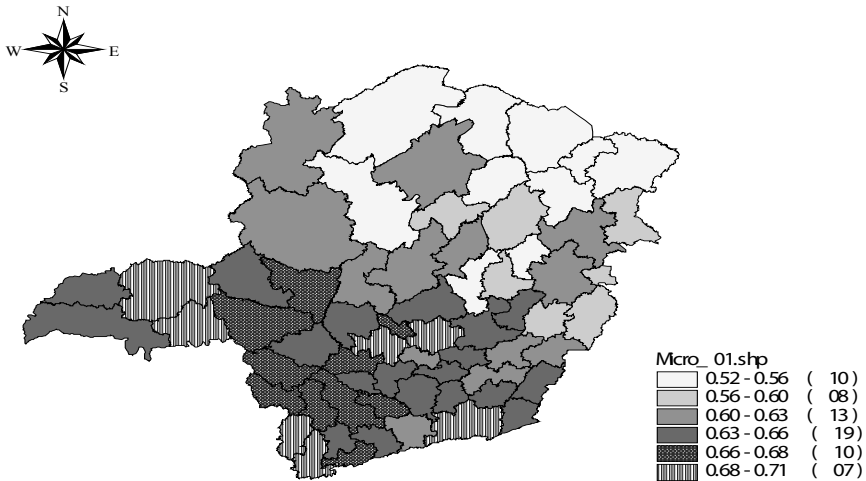 N
W E
S
Micro_ 01.shp
0.52 - 0.56 ( 10 )
0.56 - 0.60 ( 08 )
0.60 - 0.63 ( 13 )
0.63 - 0.66 ( 19 )
0.66 - 0.68 ( 10 )
0.68 - 0.71 ( 07 )